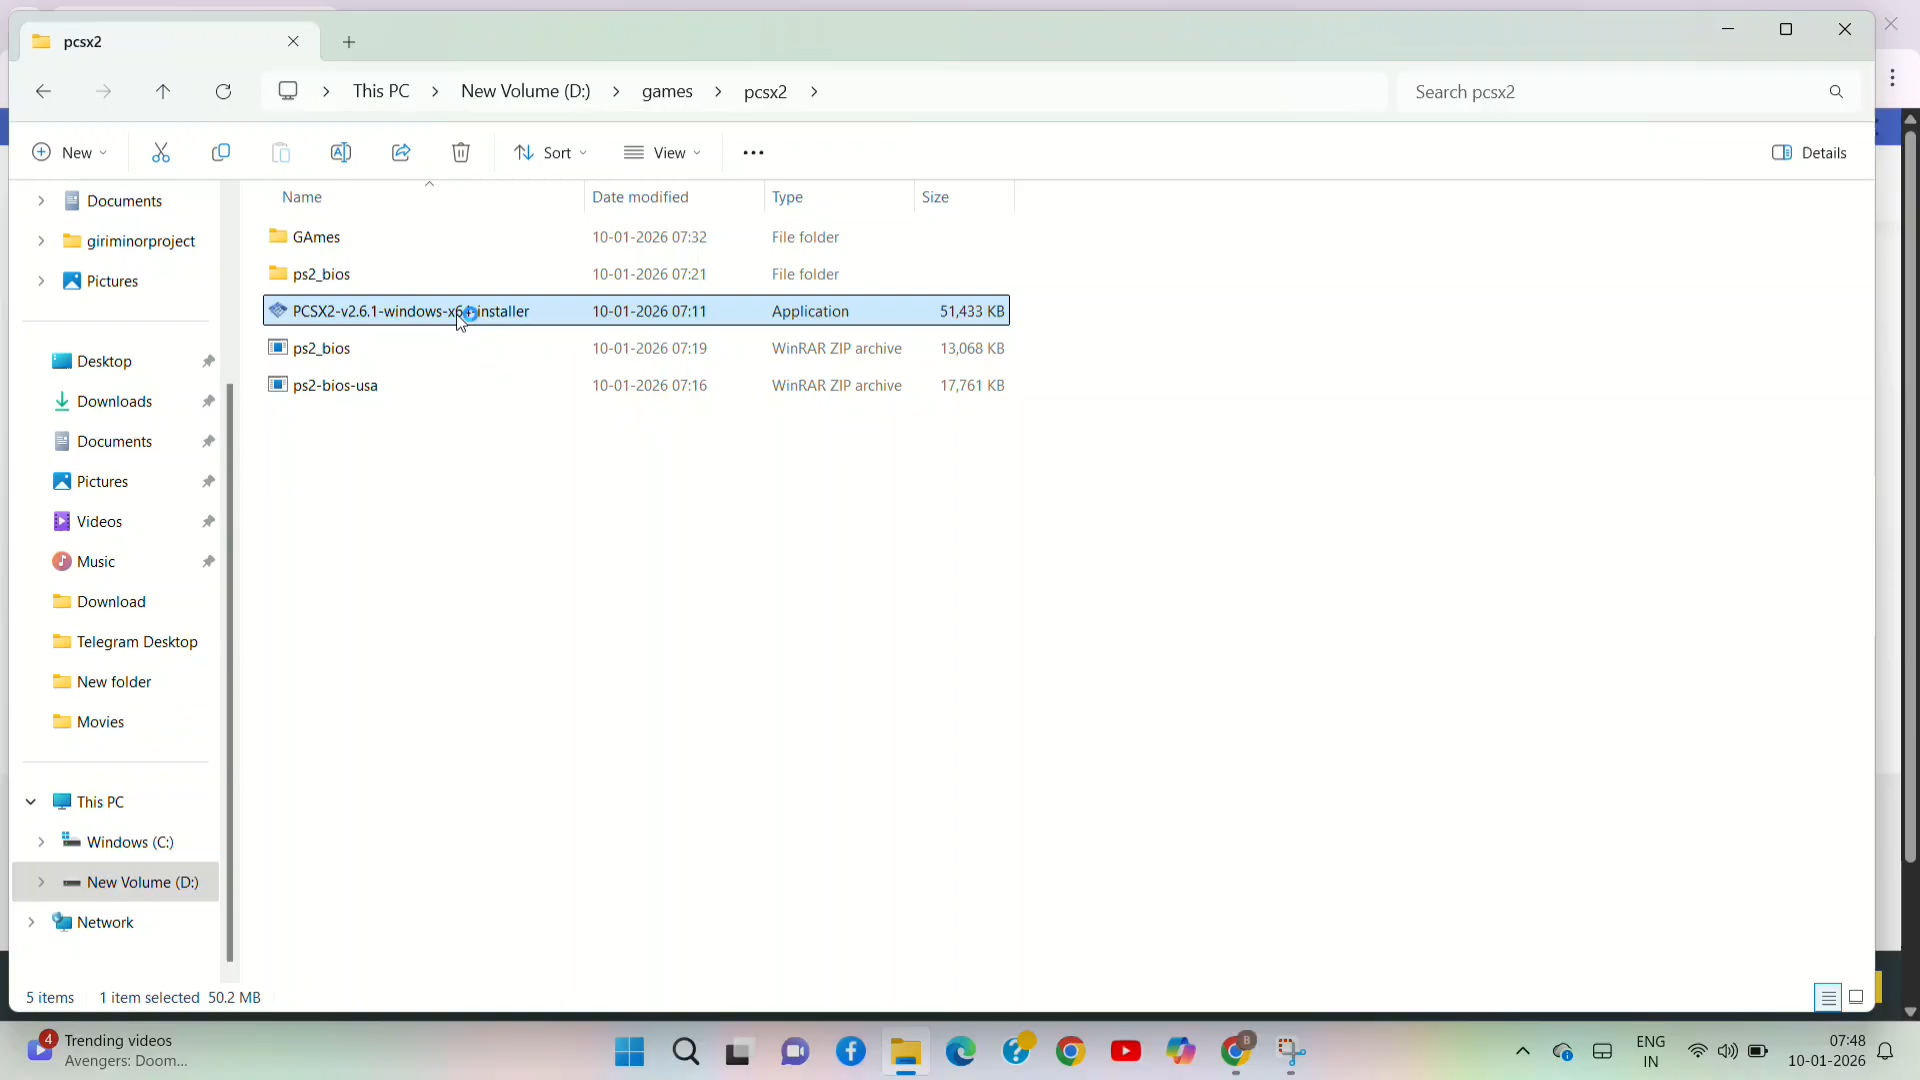 pcsx2
This PC
New Volume (D:)
games
pcsx2
Search pcsx2
New
Sort
View
Details
Documents
giriminorproject
Pictures
Desktop
Downloads
Documents
Pictures
Videos
Music
Download
Telegram Desktop
New folder
Movies
This PC
Windows (C:)
New Volume (D:)
Network
Name Date modified Type Size
GAmes 10-01-2026 07:32 File folder
ps2_bios 10-01-2026 07:21 File folder
PCSX2-v2.6.1-windows-x64-installer 10-01-2026 07:11 Application 51,433 KB
ps2_bios 10-01-2026 07:19 WinRAR ZIP archive 13,068 KB
ps2-bios-usa 10-01-2026 07:16 WinRAR ZIP archive 17,761 KB
5 items 1 item selected 50.2 MB
4
Trending videos
Avengers: Doom...
B
ENG
IN
07:48
10-01-2026